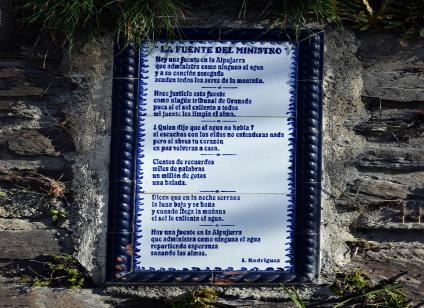 LA FUENTE DEL MINISTRO
Hay una fuente en la Alpujarra
que administra como ninguna el agua
y a su canción sosegada
acuden todos los seres de la montaña.
Hace justicia esta fuente
como ningún tribunal de Granada
pues si el sol caliente a todos
mi fuente les limpia el alma.
¿ Quien dijo que el agua no habla ?
si escuchas con los oidos no entenderas nada
pero si abres tu corazón
en paz volveras a casa.
Cientos de recuerdos
miles de palabras
un millón de gotas
una balada.
Dicen que en la noche serrana
la luna baja y se baña
y cuando llega la mañana
el sol le calienta el agua.
Hay una fuente en la Alpujarra
que administra como ninguna el agua
repartiendo esperanza
sanando las almas.
I. Rodríguez